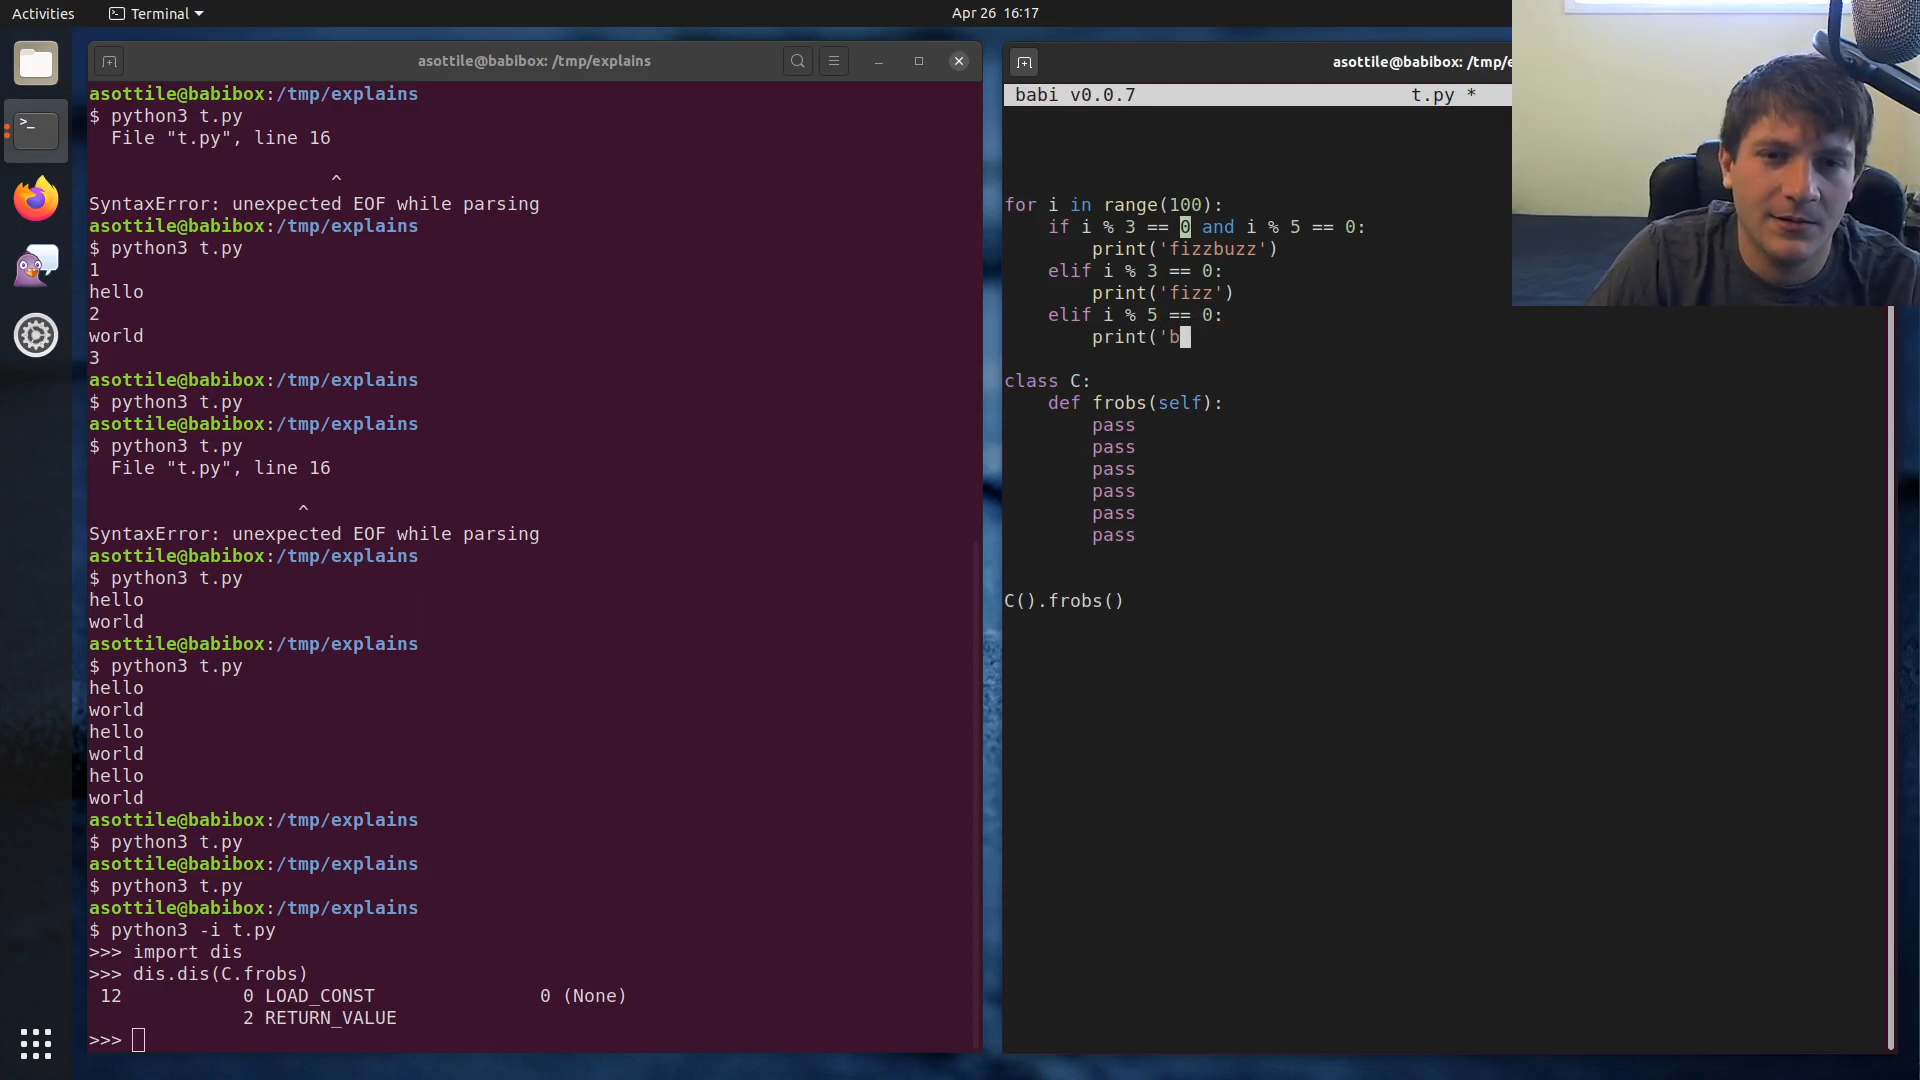 Activities
Terminal
Apr 26 16:17
asottile@babibox: /tmp/explains
asottile@babibox:/tmp/explains
$ python3 t.py
File "t.py", line 16
^
SyntaxError: unexpected EOF while parsing
asottile@babibox:/tmp/explains
$ python3 t.py
1
hello
2
world
3
asottile@babibox:/tmp/explains
$ python3 t.py
asottile@babibox:/tmp/explains
$ python3 t.py
File "t.py", line 16
^
SyntaxError: unexpected EOF while parsing
asottile@babibox:/tmp/explains
$ python3 t.py
hello
world
asottile@babibox:/tmp/explains
$ python3 t.py
hello
world
hello
world
hello
world
asottile@babibox:/tmp/explains
$ python3 t.py
asottile@babibox:/tmp/explains
$ python3 t.py
asottile@babibox:/tmp/explains
$ python3 -i t.py
>>> import dis
>>> dis.dis(C.frobs)
12 0 LOAD_CONST 0 (None)
2 RETURN_VALUE
>>>
asottile@babibox: /tmp/e
babi v0.0.7 t.py *
for i in range(100):
if i % 3 == 0 and i % 5 == 0:
print('fizzbuzz')
elif i % 3 == 0:
print('fizz')
elif i % 5 == 0:
print('b
class C:
def frobs(self):
pass
pass
pass
pass
pass
pass
C().frobs()